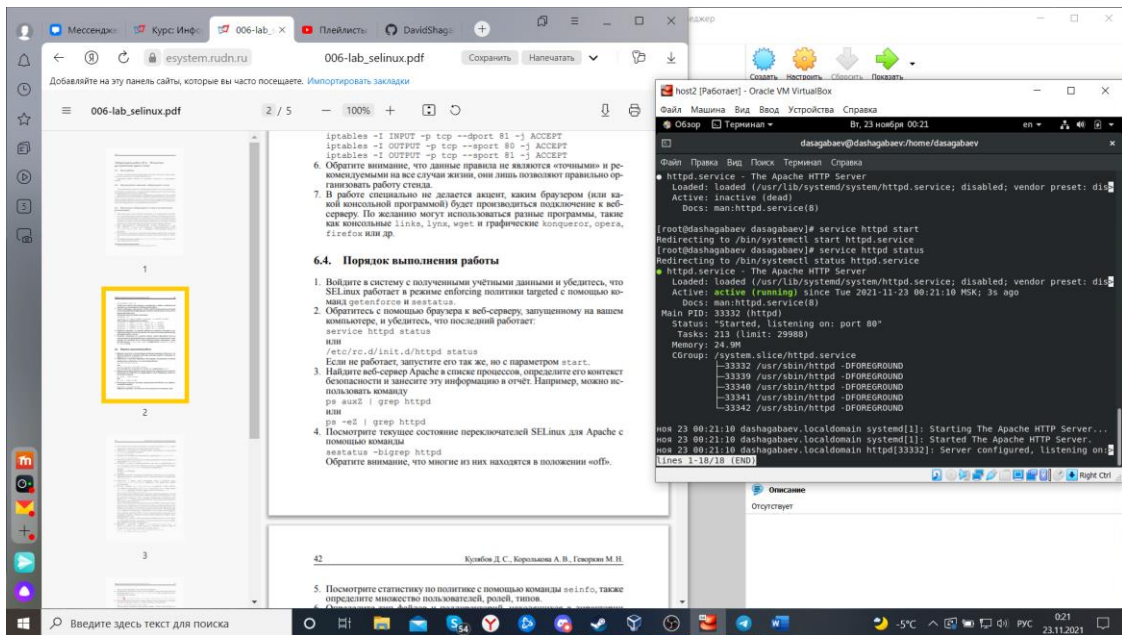 Мессендже
Курс: Инфо
006-lab_
Плейлисты
DavidShaga
esystem.rudn.ru
006-lab_selinux.pdf
Сохранить
Напечатать
Добавляйте на эту панель сайты, которые вы часто посещаете. Импортировать закладки
006-lab_selinux.pdf
2 / 5
100%
1
2
3
iptables -I INPUT -p tcp --dport 81 -j ACCEPT
iptables -I OUTPUT -p tcp --sport 80 -j ACCEPT
iptables -I OUTPUT -p tcp --sport 81 -j ACCEPT
6. Обратите внимание, что данные правила не являются «точными» и ре-
комендуемыми на все случаи жизни, они лишь позволяют правильно ор-
ганизовать работу стенда.
7. В работе специально не делается акцент, каким браузером (или ка-
кой консольной программой) будет производиться подключение к веб-
серверу. По желанию могут использоваться разные программы, такие
как консольные links, lynx, wget и графические konqueror, opera,
firefox или др.
6.4. Порядок выполнения работы
1. Войдите в систему с полученными учётными данными и убедитесь, что
SELinux работает в режиме enforcing политики targeted с помощью ко-
манд getenforce и sestatus.
2. Обратитесь с помощью браузера к веб-серверу, запущенному на вашем
компьютере, и убедитесь, что последний работает:
service httpd status
или
/etc/rc.d/init.d/httpd status
Если не работает, запустите его так же, но с параметром start.
3. Найдите веб-сервер Apache в списке процессов, определите его контекст
безопасности и занесите эту информацию в отчёт. Например, можно ис-
пользовать команду
ps auxZ | grep httpd
или
ps -eZ | grep httpd
4. Посмотрите текущее состояние переключателей SELinux для Apache с
помощью команды
sestatus -bigrep httpd
Обратите внимание, что многие из них находятся в положении «off».
42
Кулябов Д. С., Королькова А. В., Геворкян М. Н.
5. Посмотрите статистику по политике с помощью команды seinfo, также
определите множество пользователей, ролей, типов.
еджер
Создать
Настроить
Сбросить
Показать
host2 [Работает] - Oracle VM VirtualBox
Файл Машина Вид Ввод Устройства Справка
Обзор
Терминал
Вт, 23 ноября 00:21
en
dasagabaev@dashagabaev:/home/dasagabaev
Файл Правка Вид Поиск Терминал Справка
● httpd.service - The Apache HTTP Server
Loaded: loaded (/usr/lib/systemd/system/httpd.service; disabled; vendor preset: dis>
Active: inactive (dead)
Docs: man:httpd.service(8)
[root@dashagabaev dasagabaev]# service httpd start
Redirecting to /bin/systemctl start httpd.service
[root@dashagabaev dasagabaev]# service httpd status
Redirecting to /bin/systemctl status httpd.service
● httpd.service - The Apache HTTP Server
Loaded: loaded (/usr/lib/systemd/system/httpd.service; disabled; vendor preset: dis>
Active: active (running) since Tue 2021-11-23 00:21:10 MSK; 3s ago
Docs: man:httpd.service(8)
Main PID: 33332 (httpd)
Status: "Started, listening on: port 80"
Tasks: 213 (limit: 29988)
Memory: 24.9M
CGroup: /system.slice/httpd.service
├─33332 /usr/sbin/httpd -DFOREGROUND
├─33339 /usr/sbin/httpd -DFOREGROUND
├─33340 /usr/sbin/httpd -DFOREGROUND
├─33341 /usr/sbin/httpd -DFOREGROUND
└─33342 /usr/sbin/httpd -DFOREGROUND
ноя 23 00:21:10 dashagabaev.localdomain systemd[1]: Starting The Apache HTTP Server...
ноя 23 00:21:10 dashagabaev.localdomain systemd[1]: Started The Apache HTTP Server.
ноя 23 00:21:10 dashagabaev.localdomain httpd[33332]: Server configured, listening on:>
lines 1-18/18 (END)
Right Ctrl
Описание
Отсутствует
Введите здесь текст для поиска
54
-5°C
РУС
0:21
23.11.2021